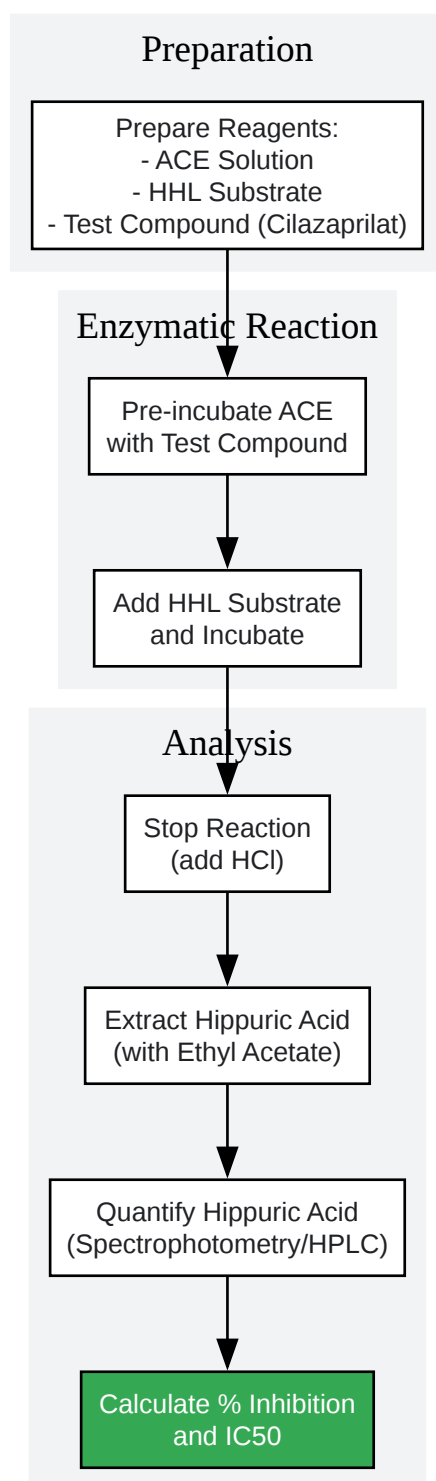 Preparation
Prepare Reagents:
- ACE Solution
- HHL Substrate
- Test Compound (Cilazaprilat)
Enzymatic Reaction
Pre-incubate ACE
with Test Compound
Add HHL Substrate
and Incubate
Analysis
Stop Reaction
(add HCl)
Extract Hippuric Acid
(with Ethyl Acetate)
Quantify Hippuric Acid
(Spectrophotometry/HPLC)
Calculate % Inhibition
and IC50